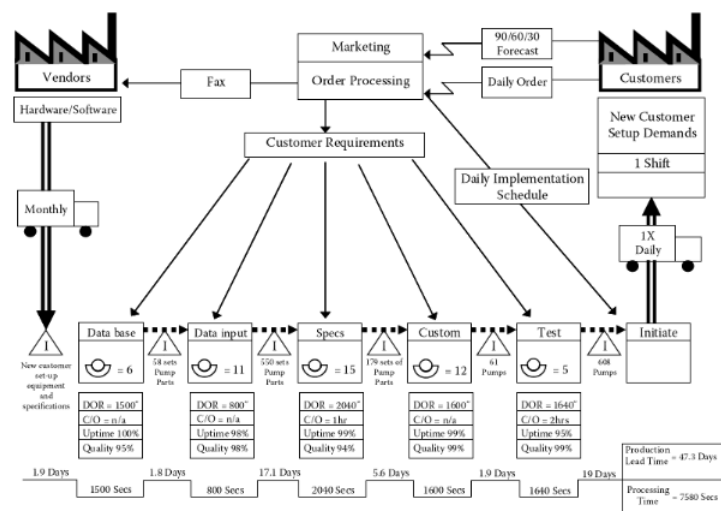 Vendors
Hardware/Software
Monthly
Fax
Marketing
Order Processing
90/60/30
Forecast
Daily Order
Customers
New Customer
Setup Demands
1 Shift
Customer Requirements
Daily Implementation
Schedule
1X
Daily
I
New customer
set-up
equipment
and
specifications
Data base
= 6
DOR = 1500"
C/O = n/a
Uptime 100%
Quality 95%
I
58 sets
Pump
Parts
Data input
= 11
DOR = 800"
C/O = n/a
Uptime 98%
Quality 98%
I
550 sets
Pump
Parts
Specs
= 15
DOR = 2040"
C/O = 1hr
Uptime 99%
Quality 94%
I
179 sets of
Pump
Parts
Custom
= 12
DOR = 1600"
C/O = n/a
Uptime 99%
Quality 99%
I
61
Pumps
Test
= 5
DOR = 1640"
C/O = 2hrs
Uptime 95%
Quality 99%
I
608
Pumps
Initiate
1.9 Days
1500 Secs
1.8 Days
800 Secs
17.1 Days
2040 Secs
5.6 Days
1600 Secs
1.9 Days
1640 Secs
19 Days
Production
Lead Time = 47.3 Days
Processing
Time = 7580 Secs